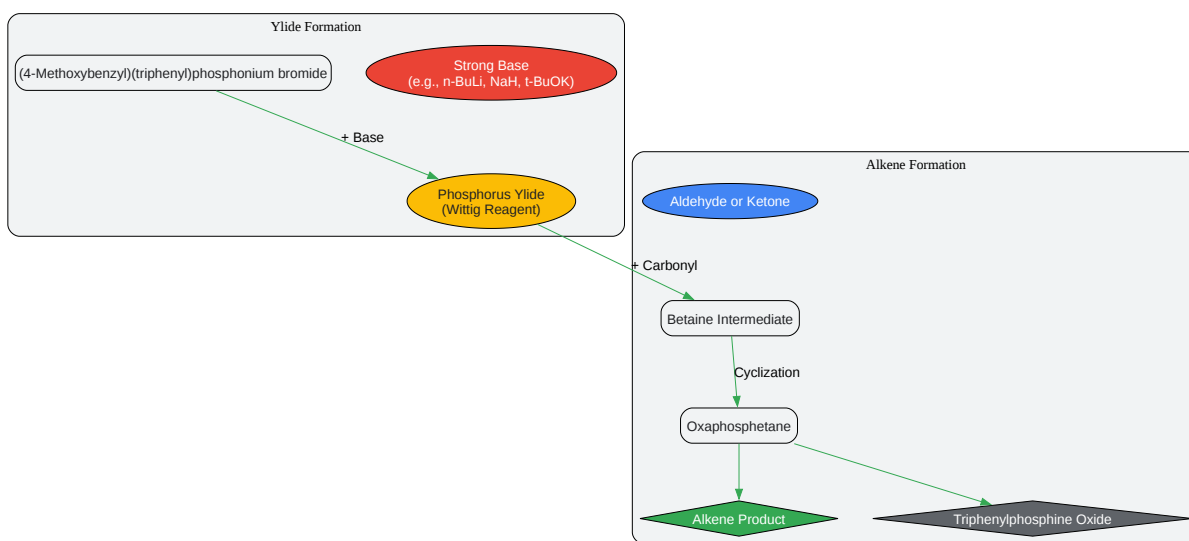 Ylide Formation
(4-Methoxybenzyl)(triphenyl)phosphonium bromide
Strong Base
(e.g., n-BuLi, NaH, t-BuOK)
+ Base
Phosphorus Ylide
(Wittig Reagent)
Alkene Formation
Aldehyde or Ketone
+ Carbonyl
Betaine Intermediate
Cyclization
Oxaphosphetane
Alkene Product
Triphenylphosphine Oxide